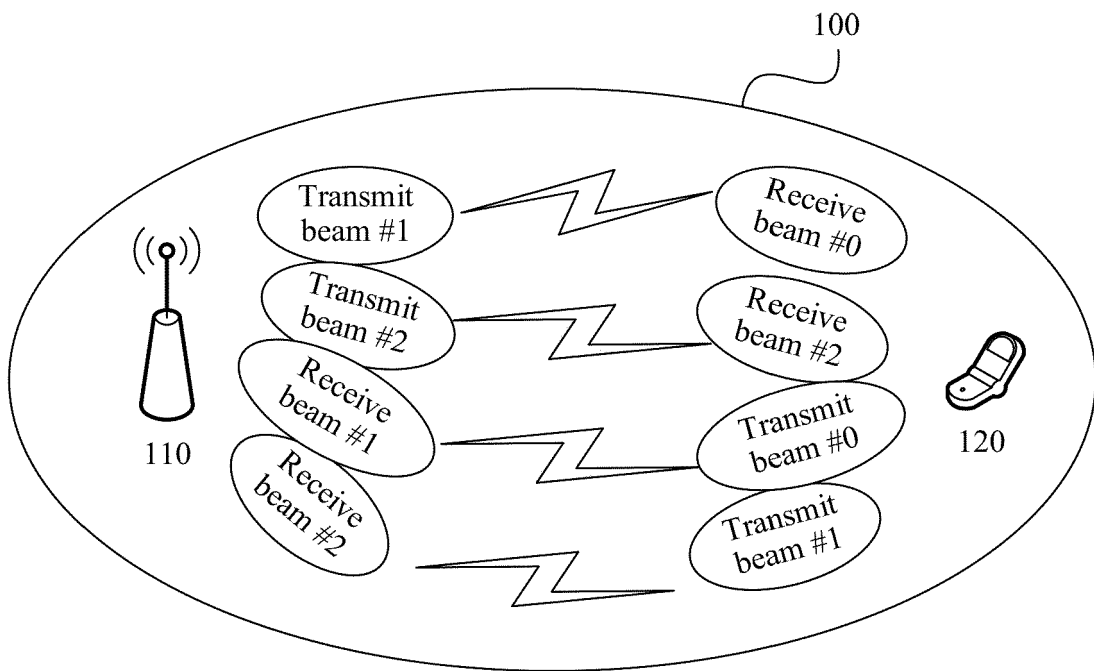 100
Transmit
beam #1
Receive
beam #0
Transmit
beam #2
Receive
beam #2
Receive
beam #1
Transmit
beam #0
110
120
Receive
beam #2
Transmit
beam #1